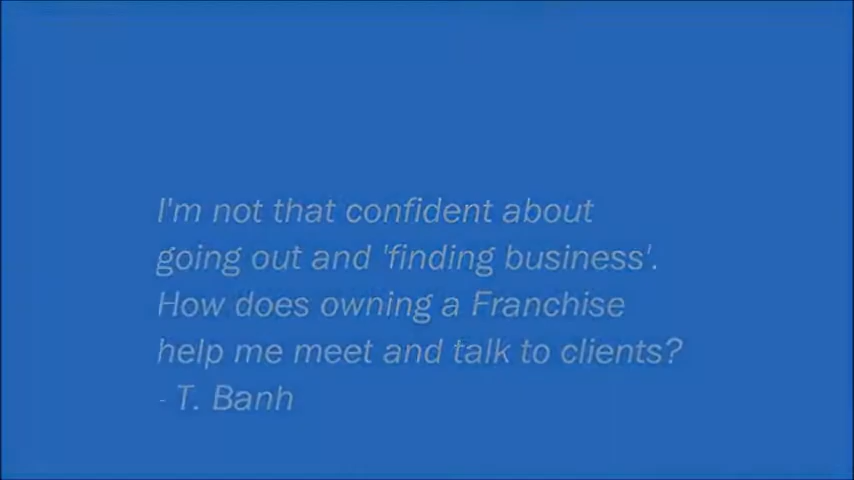 I'm not that confident about
going out and 'finding business'.
How does owning a Franchise
help me meet and talk to clients?
- T. Banh